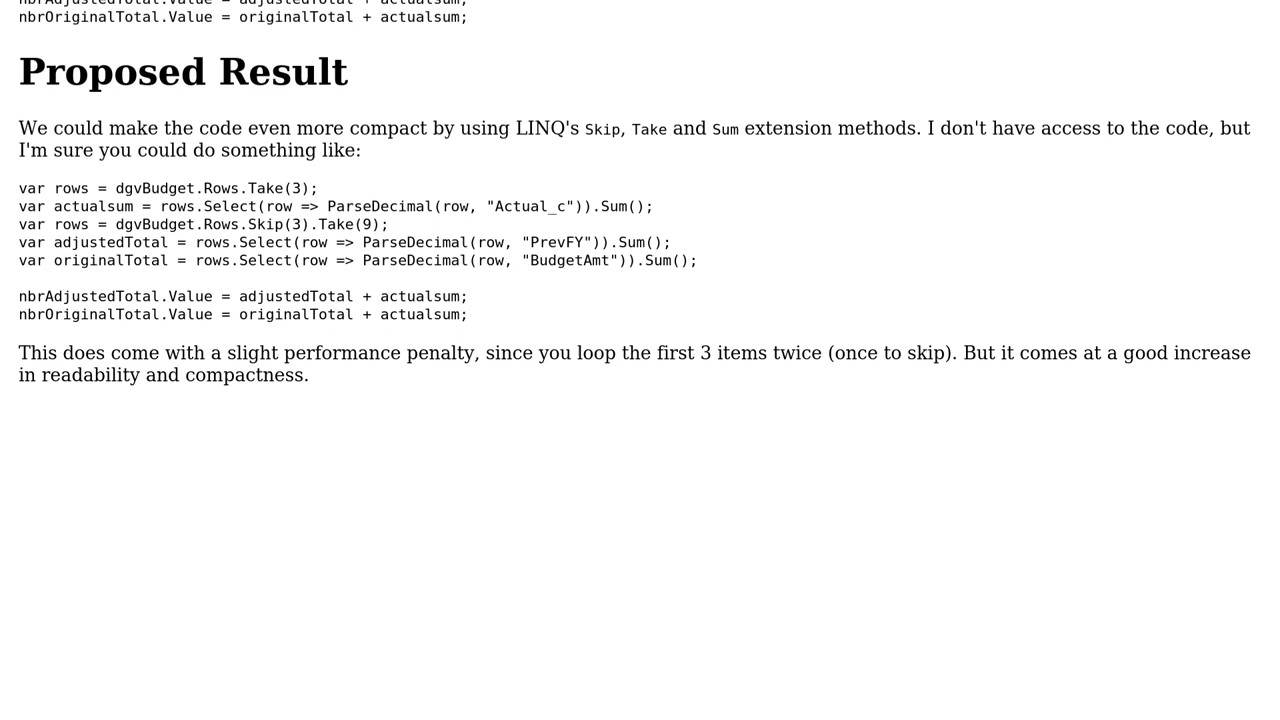 nbrAdjustedTotal.Value = adjustedTotal + actualsum;
nbrOriginalTotal.Value = originalTotal + actualsum;
Proposed Result
We could make the code even more compact by using LINQ's Skip, Take and Sum extension methods. I don't have access to the code, but
I'm sure you could do something like:
var rows = dgvBudget.Rows.Take(3);
var actualsum = rows.Select(row => ParseDecimal(row, "Actual_c")).Sum();
var rows = dgvBudget.Rows.Skip(3).Take(9);
var adjustedTotal = rows.Select(row => ParseDecimal(row, "PrevFY")).Sum();
var originalTotal = rows.Select(row => ParseDecimal(row, "BudgetAmt")).Sum();
nbrAdjustedTotal.Value = adjustedTotal + actualsum;
nbrOriginalTotal.Value = originalTotal + actualsum;
This does come with a slight performance penalty, since you loop the first 3 items twice (once to skip). But it comes at a good increase
in readability and compactness.